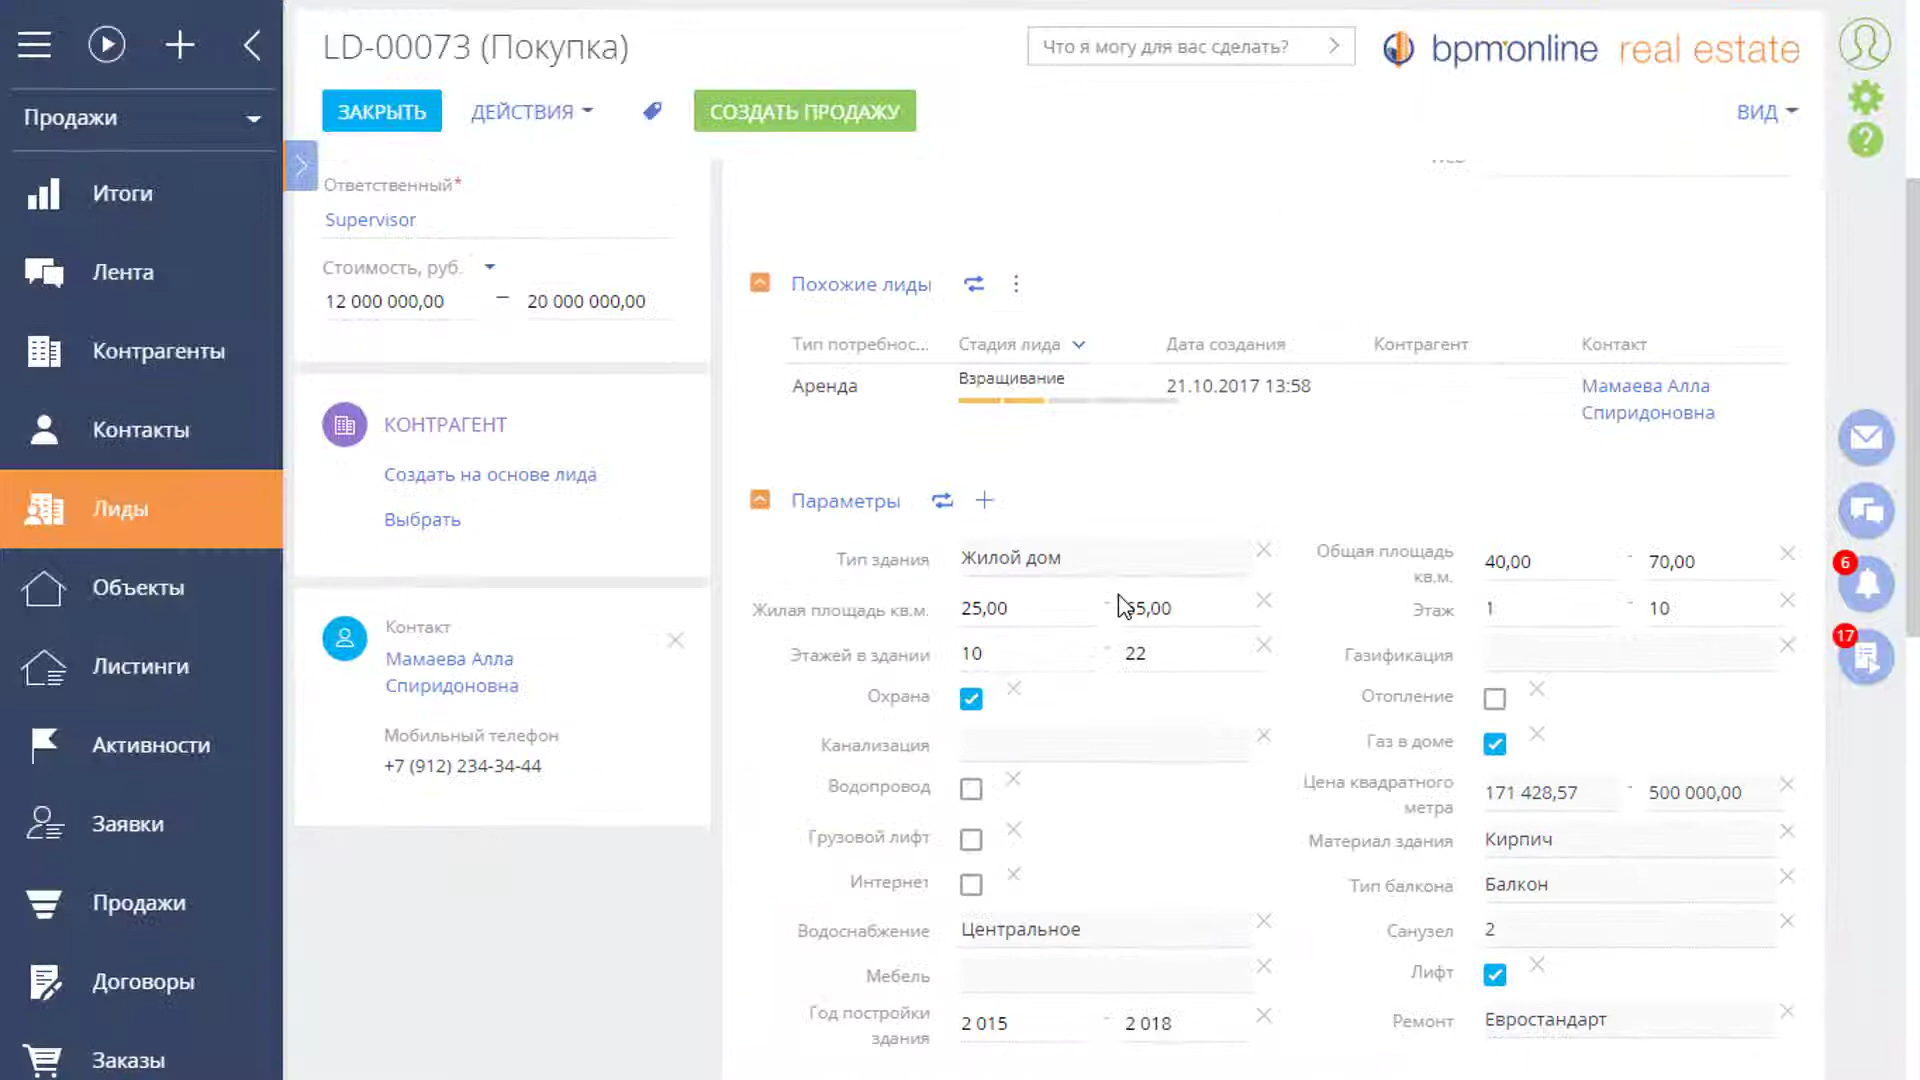 LD-00073 (Покупка)
Что я могу для вас сделать?
bpmonline real estate
ЗАКРЫТЬ
ДЕЙСТВИЯ
СОЗДАТЬ ПРОДАЖУ
ВИД
?
Продажи
Итоги
Лента
Контрагенты
Контакты
Лиды
Объекты
Листинги
Активности
Заявки
Продажи
Договоры
Заказы
Ответственный*
Supervisor
Стоимость, руб.
12 000 000,00 – 20 000 000,00
КОНТРАГЕНТ
Создать на основе лида
Выбрать
Контакт
Мамаева Алла
Спиридоновна
Мобильный телефон
+7 (912) 234-34-44
Похожие лиды
Тип потребнос... Стадия лида Дата создания Контрагент Контакт
Аренда Взращивание 21.10.2017 13:58 Мамаева Алла
Спиридоновна
Параметры
Тип здания Жилой дом
Общая площадь
кв.м.
40,00 - 70,00
Жилая площадь кв.м. 25,00
Этаж 1 - 10
Этажей в здании 10 - 22
Газификация
Охрана
Отопление
Канализация
Газ в доме
Водопровод
Цена квадратного
метра
171 428,57 - 500 000,00
Грузовой лифт
Материал здания Кирпич
Интернет
Тип балкона Балкон
Водоснабжение Центральное
Санузел 2
Мебель
Лифт
Год постройки
здания
2 015 - 2 018
Ремонт Евростандарт
6
17